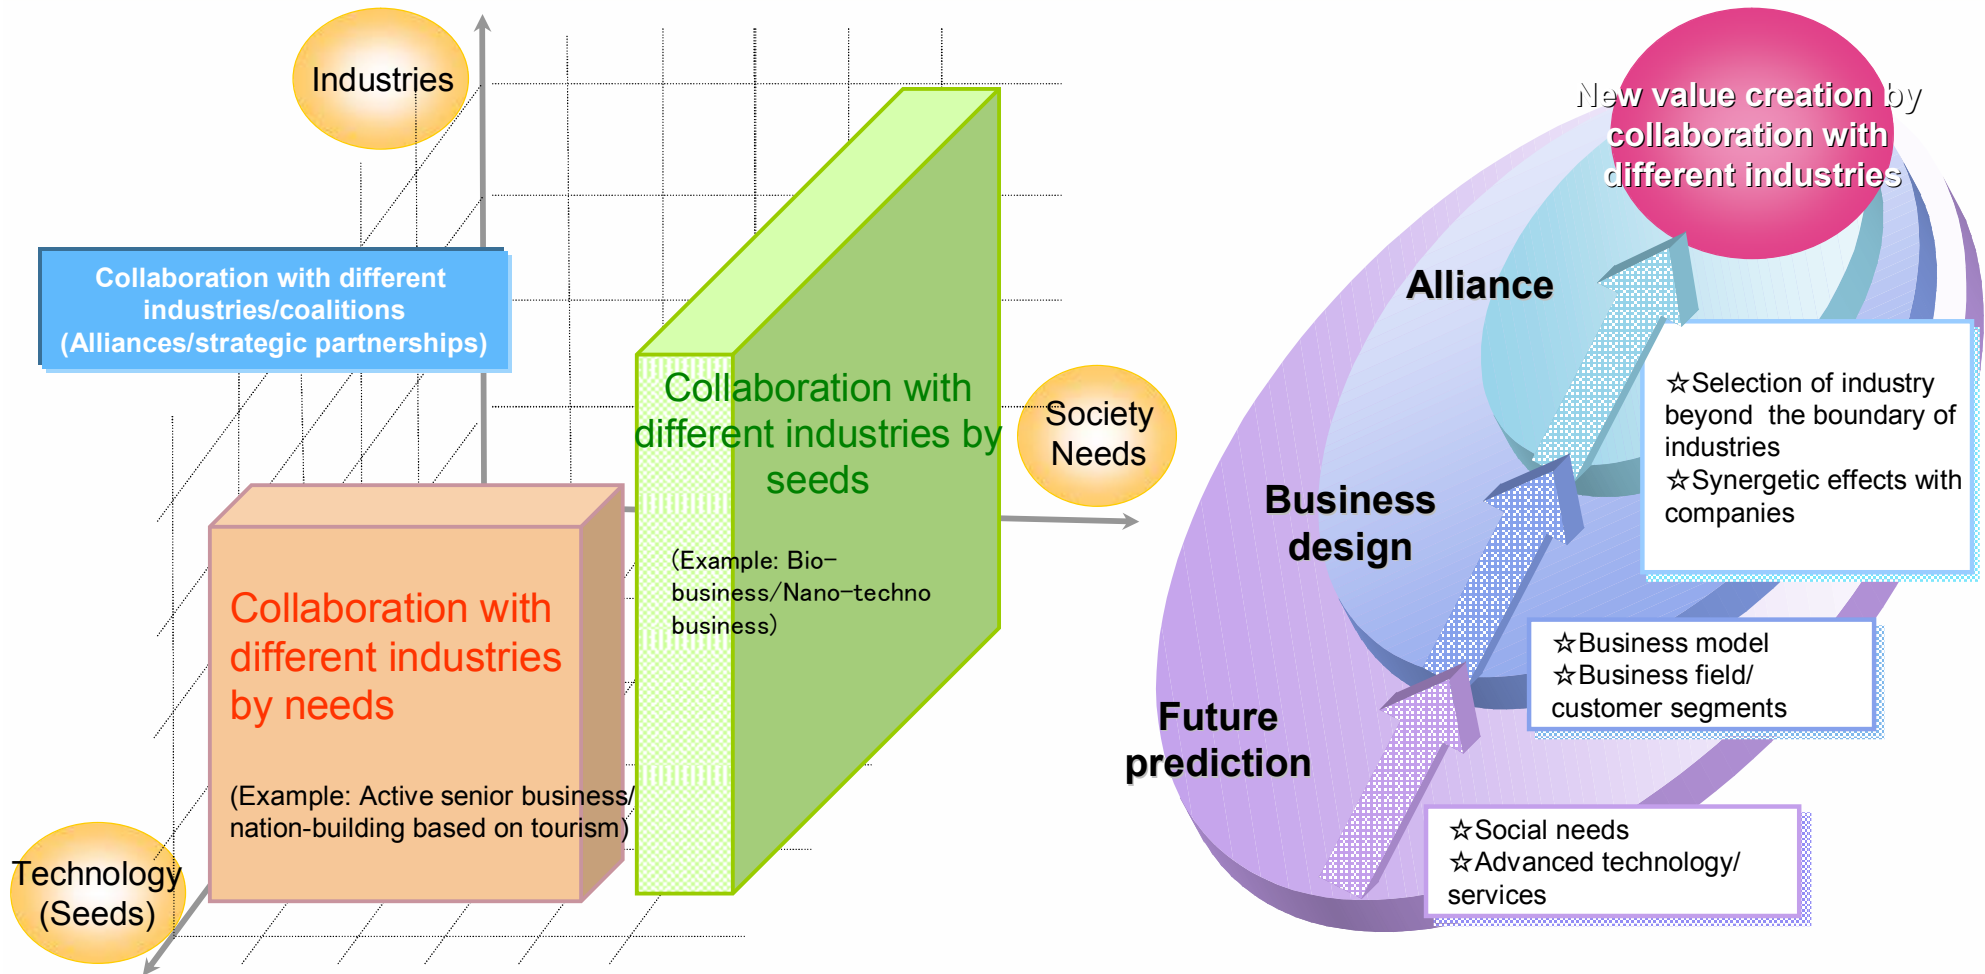 Industries
Collaboration with different
industries/coalitions
(Alliances/strategic partnerships)
Collaboration with
different industries by
seeds
(Example: Bio-
business/Nano-techno
business)
Society
Needs
Collaboration with
different industries
by needs
(Example: Active senior business/
nation-building based on tourism)
Technology
(Seeds)
New value creation by
collaboration with
different industries
Alliance
☆Selection of industry
beyond the boundary of
industries
☆Synergetic effects with
companies
Business
design
☆Business model
☆Business field/
customer segments
Future
prediction
☆Social needs
☆Advanced technology/
services